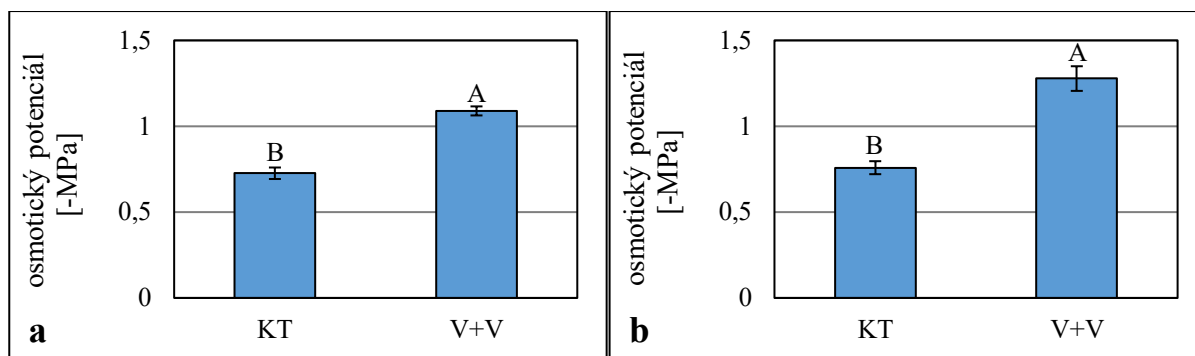 osmotický potenciál
[-MPa]
1,5
1
0,5
0
B
A
KT
V+V
a
osmotický potenciál
[-MPa]
1,5
1
0,5
0
B
A
KT
V+V
b